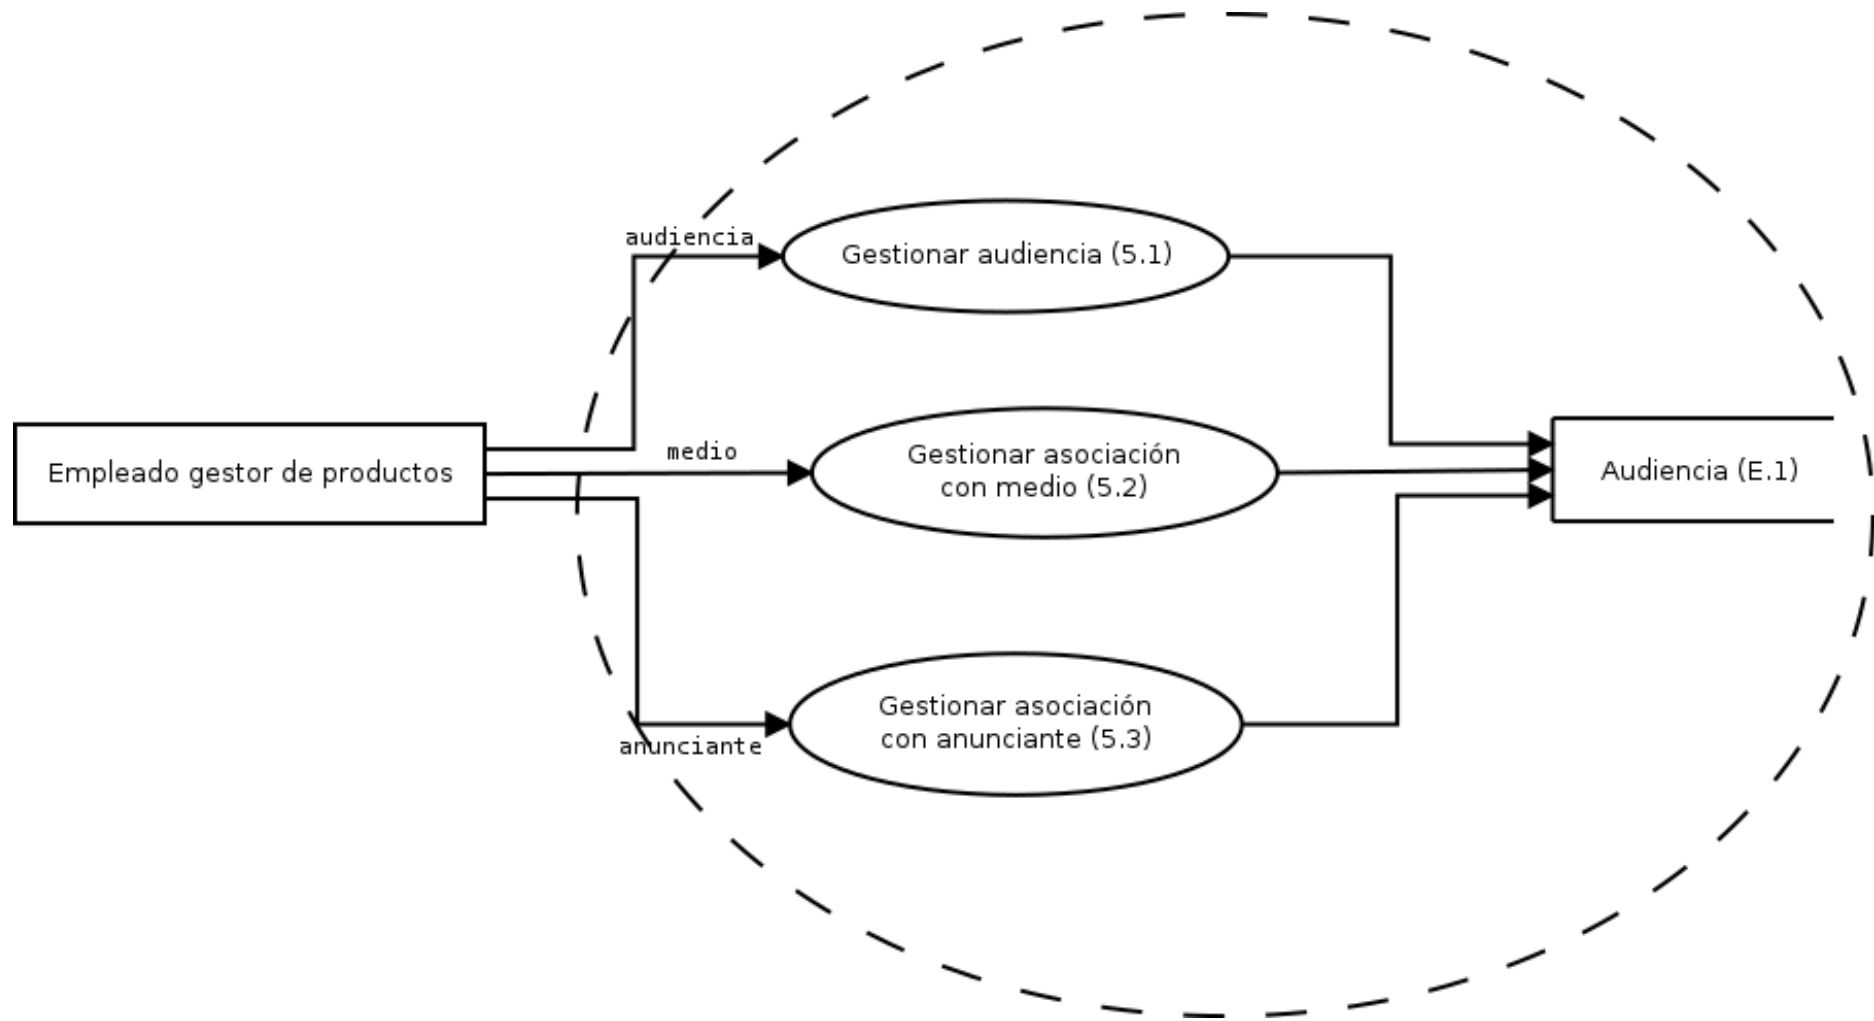 audiencia
Gestionar audiencia (5.1)
Empleado gestor de productos
medio
Gestionar asociación
con medio (5.2)
Audiencia (E.1)
Gestionar asociación
con anunciante (5.3)
anunciante